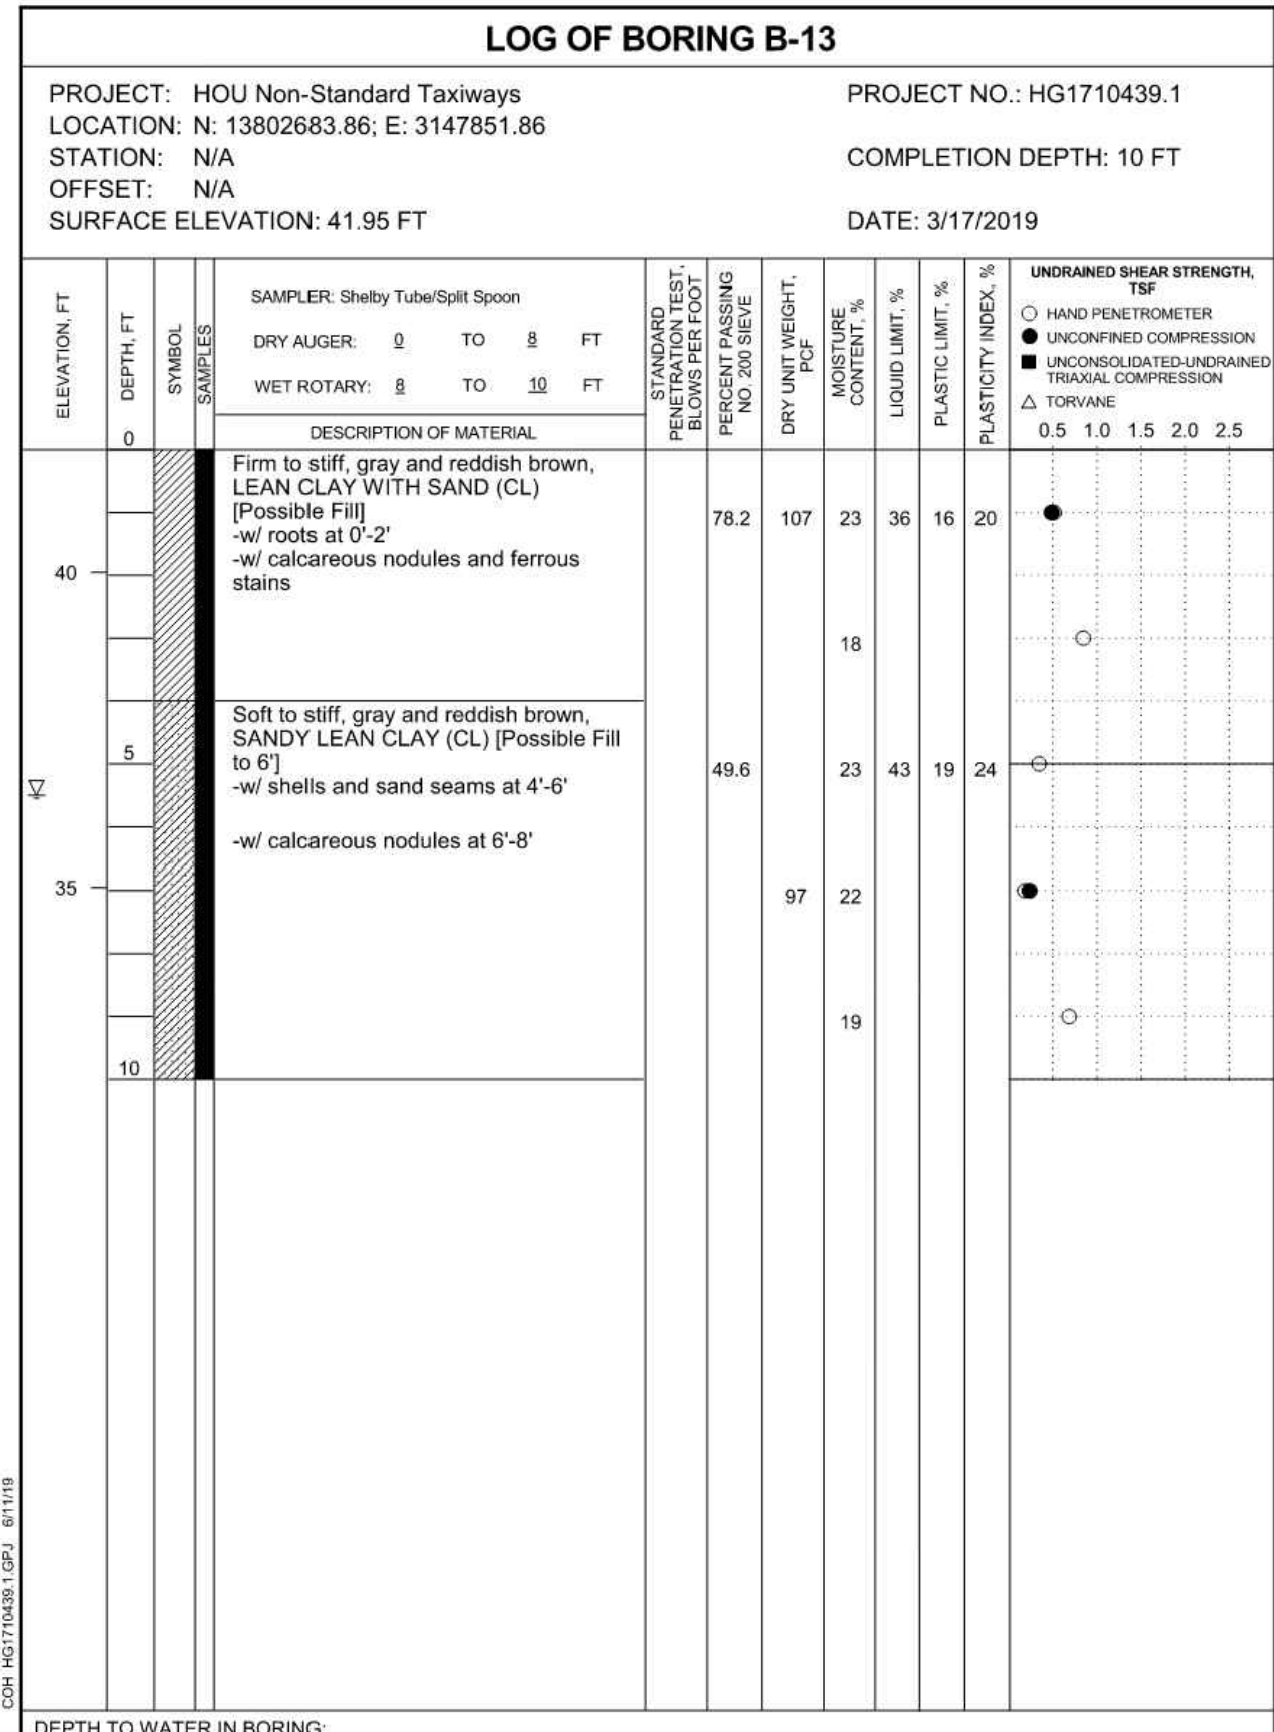 LOG OF BORING B-13
PROJECT: HOU Non-Standard Taxiways
PROJECT NO.: HG1710439.1
LOCATION: N: 13802683.86; E: 3147851.86
STATION: N/A
COMPLETION DEPTH: 10 FT
OFFSET: N/A
SURFACE ELEVATION: 41.95 FT
DATE: 3/17/2019
ELEVATION, FT
DEPTH, FT
SYMBOL
SAMPLES
SAMPLER: Shelby Tube/Split Spoon
DRY AUGER: 0 TO 8 FT
WET ROTARY: 8 TO 10 FT
DESCRIPTION OF MATERIAL
STANDARD
PENETRATION TEST,
BLOWS PER FOOT
PERCENT PASSING
NO. 200 SIEVE
DRY UNIT WEIGHT,
PCF
MOISTURE
CONTENT, %
LIQUID LIMIT, %
PLASTIC LIMIT, %
PLASTICITY INDEX, %
UNDRAINED SHEAR STRENGTH,
TSF
HAND PENETROMETER
UNCONFINED COMPRESSION
UNCONSOLIDATED-UNDRAINED
TRIAXIAL COMPRESSION
TORVANE
0.5 1.0 1.5 2.0 2.5
0
Firm to stiff, gray and reddish brown,
LEAN CLAY WITH SAND (CL)
[Possible Fill]
-w/ roots at 0'-2'
-w/ calcareous nodules and ferrous
stains
78.2 107 23 36 16 20
40
18
Soft to stiff, gray and reddish brown,
SANDY LEAN CLAY (CL) [Possible Fill
to 6']
-w/ shells and sand seams at 4'-6'
5
49.6 23 43 19 24
-w/ calcareous nodules at 6'-8'
35
97 22
19
10
COH HG1710439.1.GPJ 6/11/19
DEPTH TO WATER IN BORING: